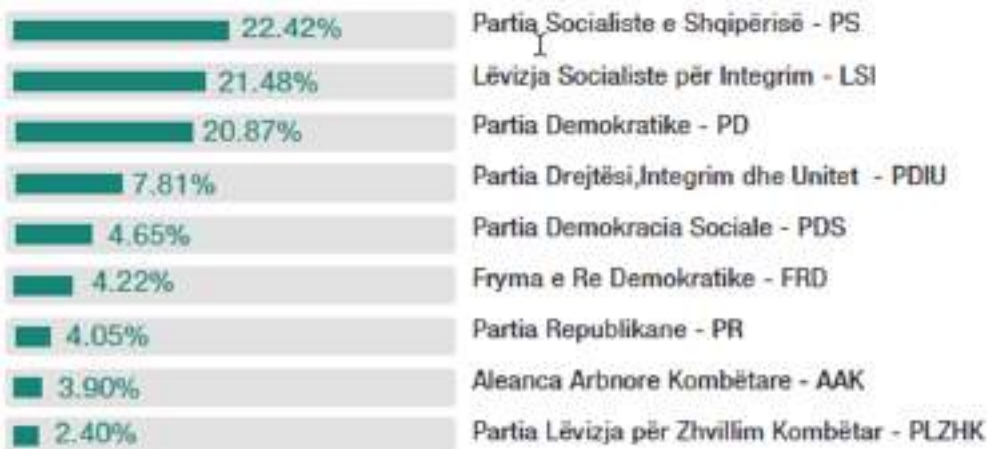 22.42% Partia Socialiste e Shqipërisë - PS
21.48% Lëvizja Socialiste për Integrim - LSI
20.87% Partia Demokratike - PD
7.81% Partia Drejtësi,Integrim dhe Unitet - PDIU
4.65% Partia Demokracia Sociale - PDS
4.22% Fryma e Re Demokratike - FRD
4.05% Partia Republikane - PR
3.90% Aleanca Arbnore Kombëtare - AAK
2.40% Partia Lëvizja për Zhvillim Kombëtar - PLZHK